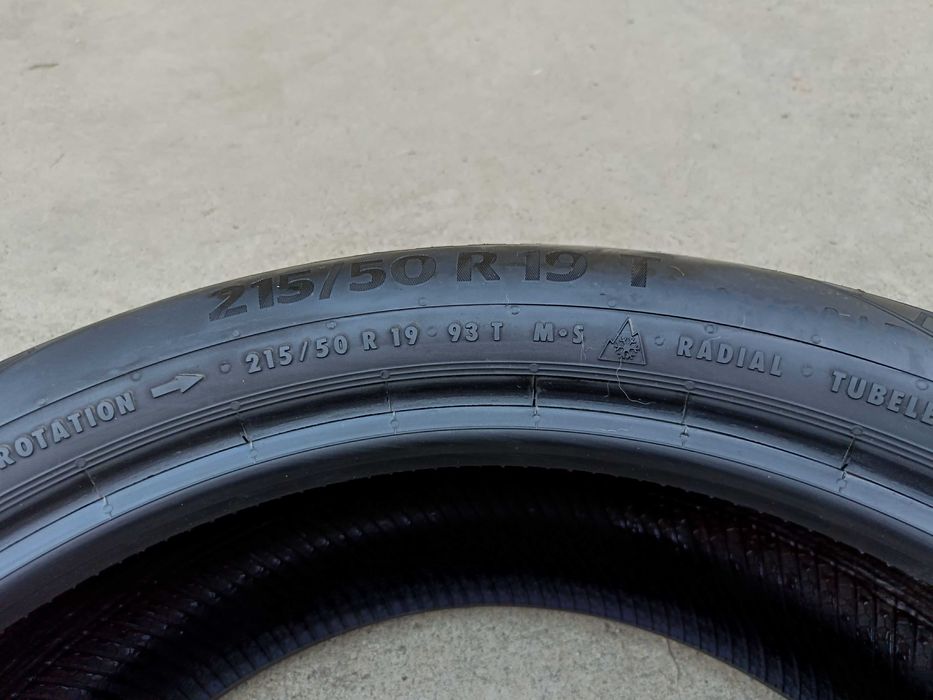 215/50 R 19 T
ROTATION 215/50 R 19 93 T M•S RADIAL